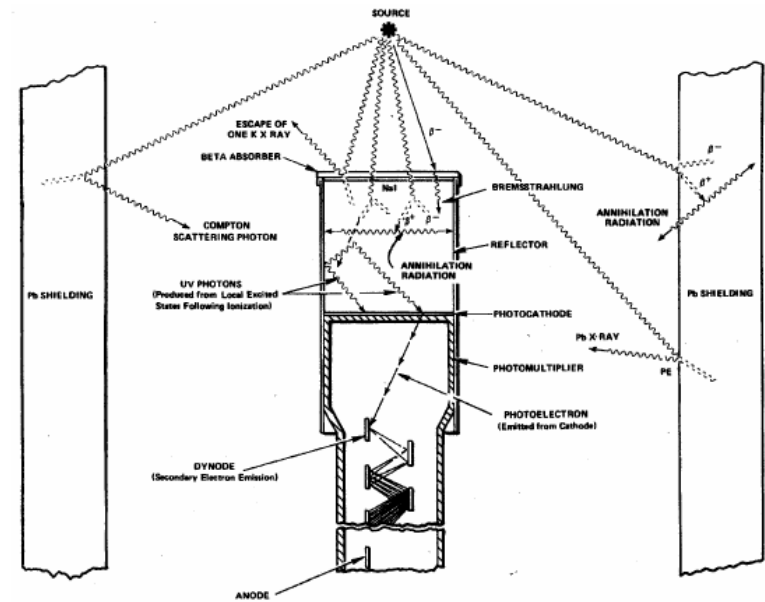 SOURCE
ESCAPE OF
ONE K X RAY
β−
β−
BETA ABSORBER
NaI
BREMSSTRAHLUNG
β+
COMPTON
SCATTERING PHOTON
β+
β−
ANNIHILATION
RADIATION
REFLECTOR
ANNIHILATION
RADIATION
UV PHOTONS
(Produced from Local Excited
States Following Ionization)
Pb SHIELDING
Pb SHIELDING
PHOTOCATHODE
Pb X-RAY
PE
PHOTOMULTIPLIER
PHOTOELECTRON
(Emitted from Cathode)
DYNODE
(Secondary Electron Emission)
ANODE